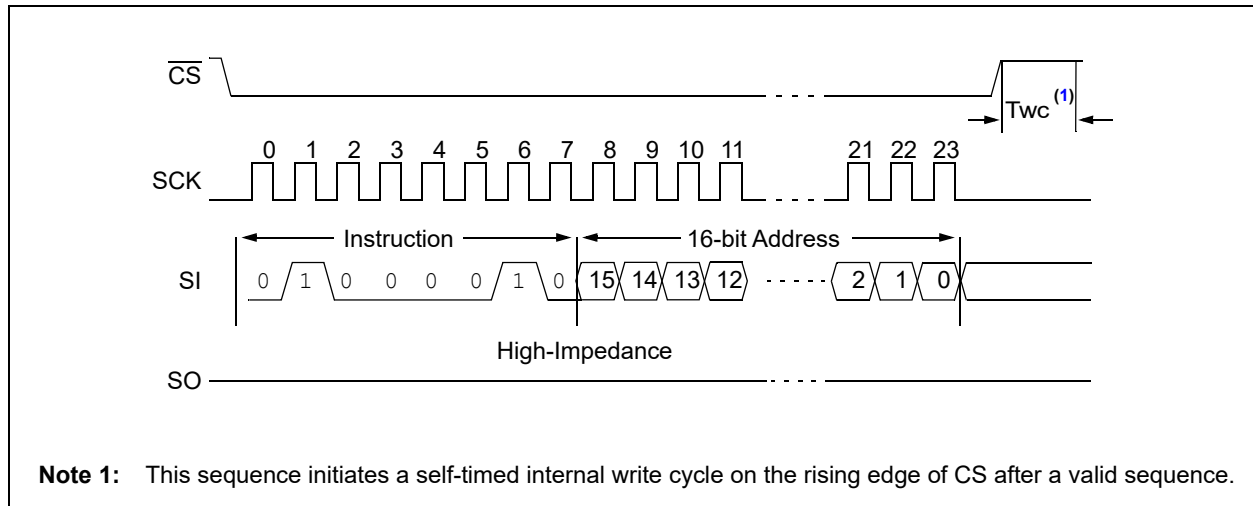 CS
Twc (1)
0 1 2 3 4 5 6 7 8 9 10 11 21 22 23
SCK
Instruction 16-bit Address
SI 0 1 0 0 0 0 1 0 15 14 13 12 2 1 0
High-Impedance
SO
Note 1: This sequence initiates a self-timed internal write cycle on the rising edge of CS after a valid sequence.